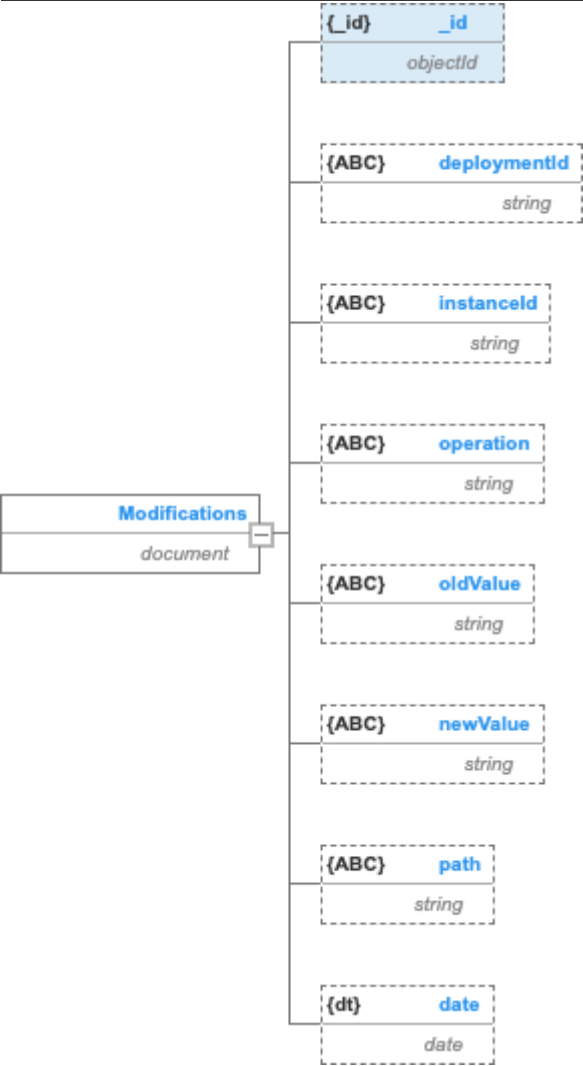 {_id} _id
objectId
{ABC} deploymentId
string
{ABC} instanceId
string
{ABC} operation
string
Modifications
document
{ABC} oldValue
string
{ABC} newValue
string
{ABC} path
string
{dt} date
date